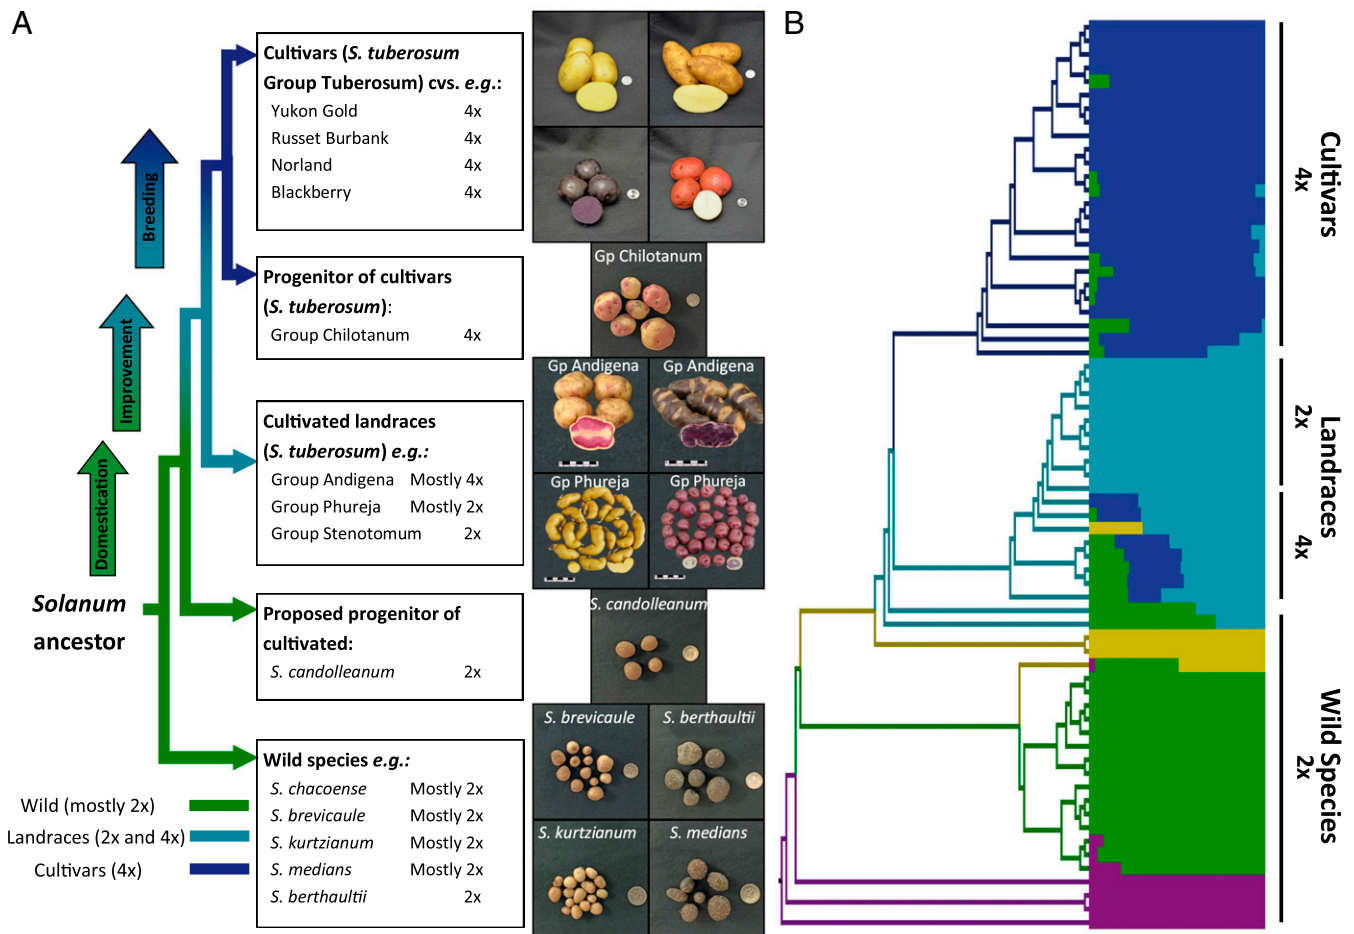 A
Cultivars (S. tuberosum
Group Tuberosum) cvs. e.g.:
Yukon Gold 4x
Russet Burbank 4x
Norland 4x
Blackberry 4x
Breeding
Progenitor of cultivars
(S. tuberosum):
Group Chilotanum 4x
Improvement
Cultivated landraces
(S. tuberosum) e.g.:
Group Andigena Mostly 4x
Group Phureja Mostly 2x
Group Stenotomum 2x
Domestication
Solanum
ancestor
Proposed progenitor of
cultivated:
S. candolleanum 2x
Wild species e.g.:
S. chacoense Mostly 2x
S. brevicaule Mostly 2x
S. kurtzianum Mostly 2x
S. medians Mostly 2x
S. berthaultii 2x
Wild (mostly 2x)
Landraces (2x and 4x)
Cultivars (4x)
Gp Chilotanum
Gp Andigena Gp Andigena
Gp Phureja Gp Phureja
S. candolleanum
S. brevicaule S. berthaultii
S. kurtzianum S. medians
B
Cultivars
4x
Landraces
2x
4x
Wild Species
2x